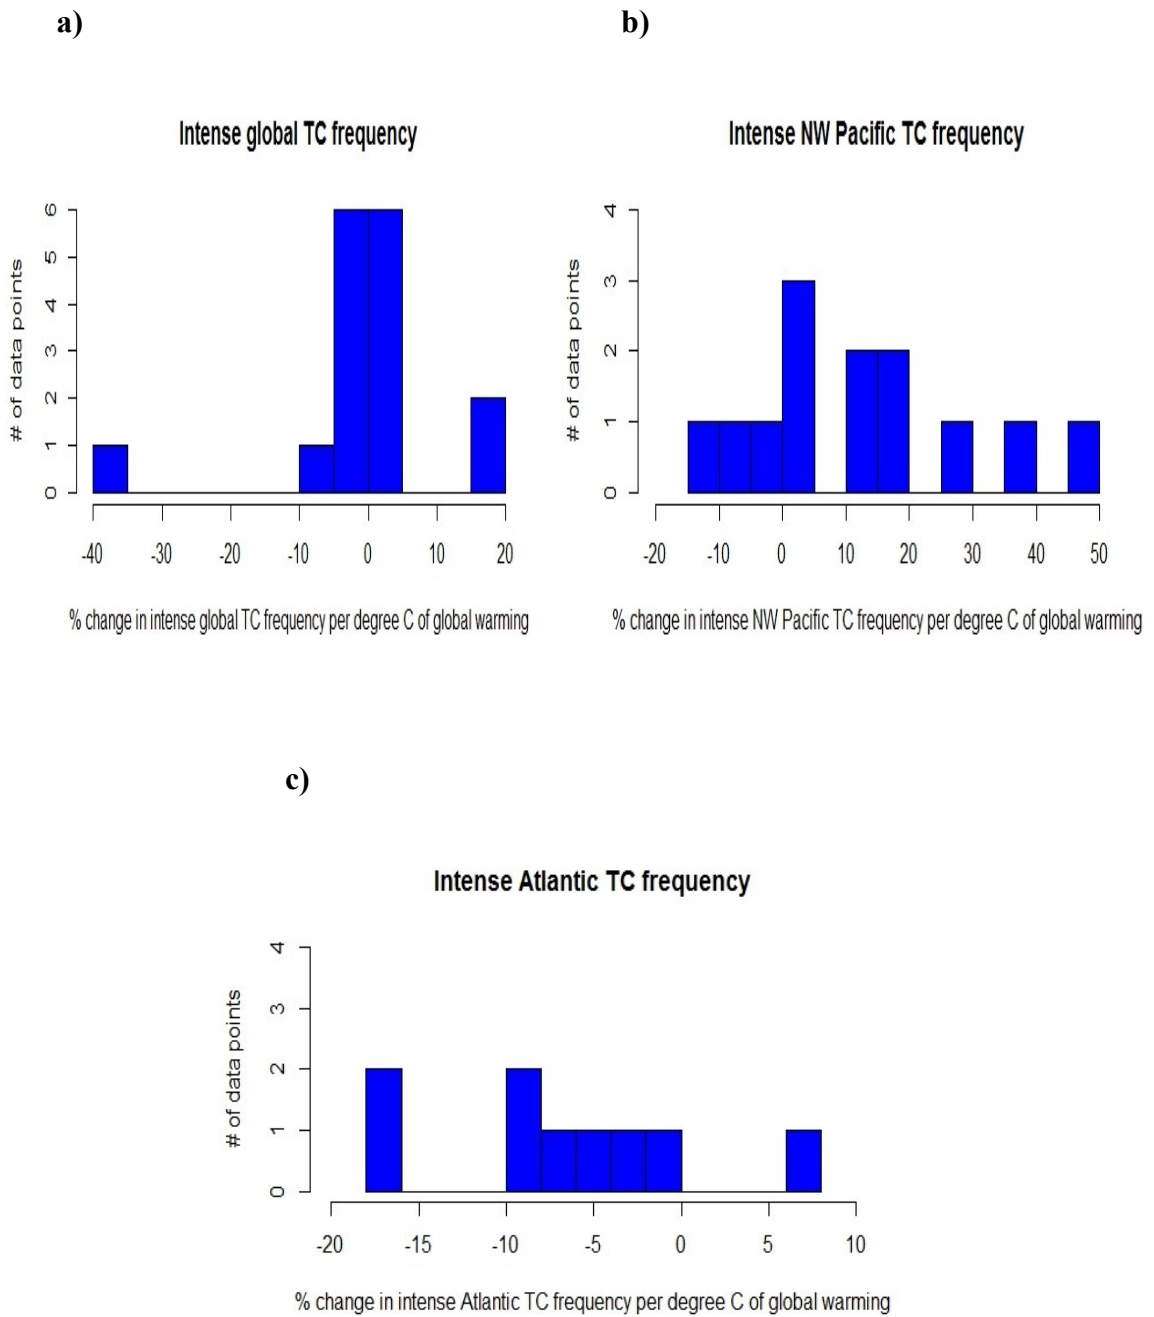 a)
b)
Intense global TC frequency
Intense NW Pacific TC frequency
# of data points
6
5
4
3
2
1
0
-40 -30 -20 -10 0 10 20
% change in intense global TC frequency per degree C of global warming
# of data points
4
3
2
1
0
-20 -10 0 10 20 30 40 50
% change in intense NW Pacific TC frequency per degree C of global warming
c)
Intense Atlantic TC frequency
# of data points
4
3
2
1
0
-20 -15 -10 -5 0 5 10
% change in intense Atlantic TC frequency per degree C of global warming